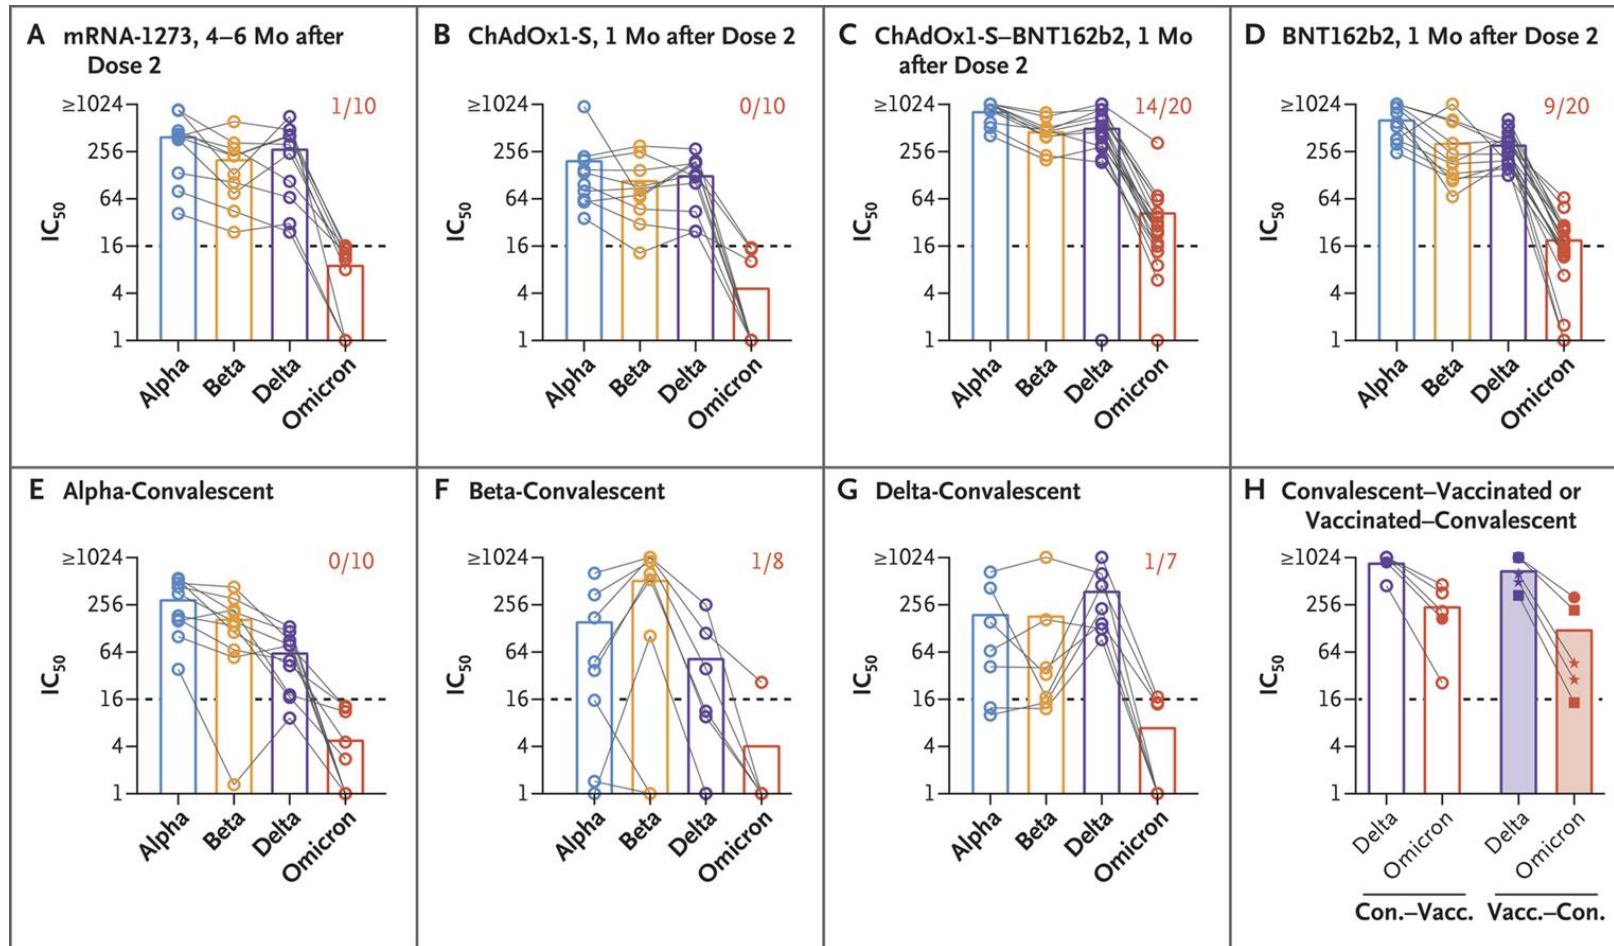 A mRNA-1273, 4–6 Mo after
Dose 2
≥1024
256
64
16
4
1
IC50
1/10
Alpha
Beta
Delta
Omicron
B ChAdOx1-S, 1 Mo after Dose 2
≥1024
256
64
16
4
1
IC50
0/10
Alpha
Beta
Delta
Omicron
C ChAdOx1-S–BNT162b2, 1 Mo
after Dose 2
≥1024
256
64
16
4
1
IC50
14/20
Alpha
Beta
Delta
Omicron
D BNT162b2, 1 Mo after Dose 2
≥1024
256
64
16
4
1
IC50
9/20
Alpha
Beta
Delta
Omicron
E Alpha-Convalescent
≥1024
256
64
16
4
1
IC50
0/10
Alpha
Beta
Delta
Omicron
F Beta-Convalescent
≥1024
256
64
16
4
1
IC50
1/8
Alpha
Beta
Delta
Omicron
G Delta-Convalescent
≥1024
256
64
16
4
1
IC50
1/7
Alpha
Beta
Delta
Omicron
H Convalescent–Vaccinated or
Vaccinated–Convalescent
≥1024
256
64
16
4
1
IC50
Delta
Omicron
Delta
Omicron
Con.–Vacc.
Vacc.–Con.